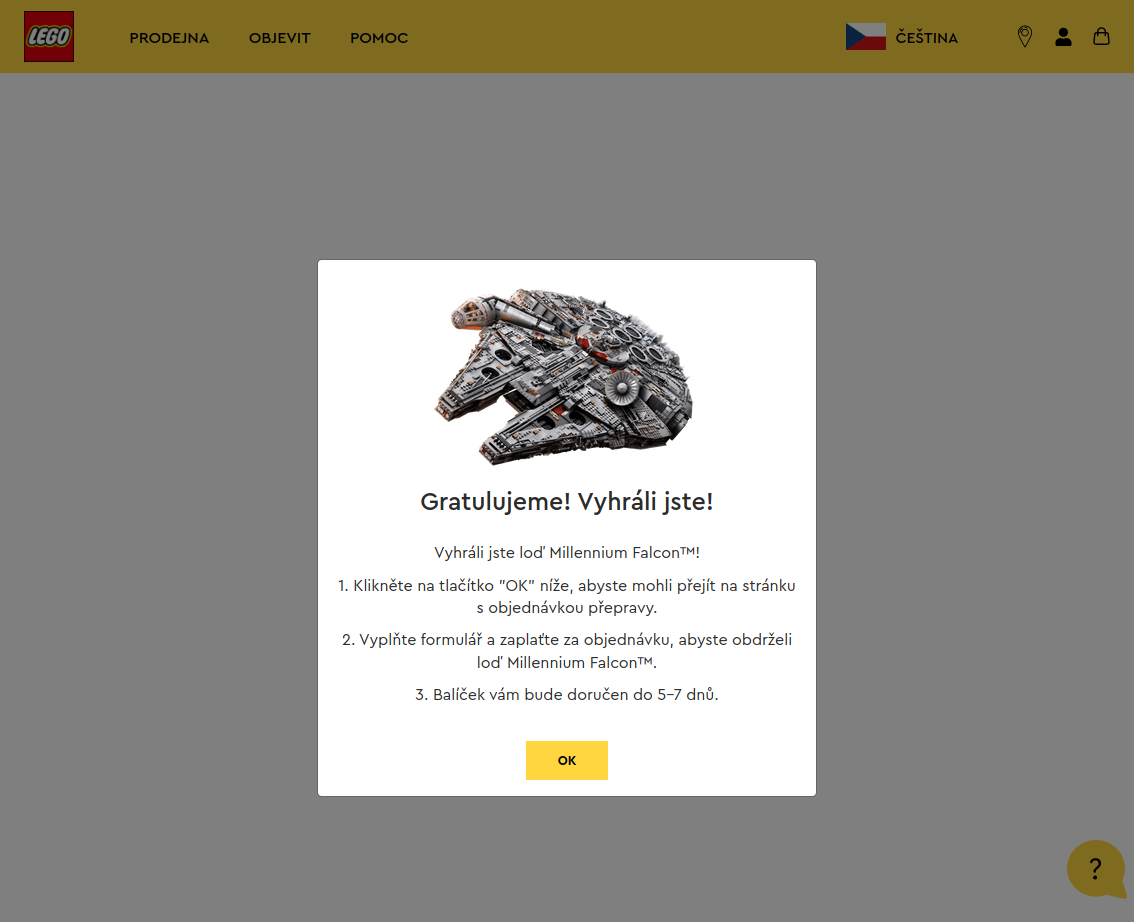 LEGO
PRODEJNA
OBJEVIT
POMOC
ČEŠTINA
Gratulujeme! Vyhráli jste!
Vyhráli jste loď Millennium Falcon™!
1. Klikněte na tlačítko "OK" níže, abyste mohli přejít na stránku
s objednávkou přepravy.
2. Vyplňte formulář a zaplaťte za objednávku, abyste obdrželi
loď Millennium Falcon™.
3. Balíček vám bude doručen do 5-7 dnů.
OK
?